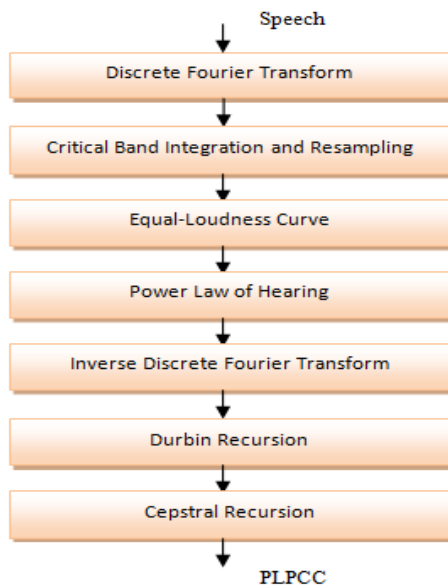 Speech
Discrete Fourier Transform
Critical Band Integration and Resampling
Equal-Loudness Curve
Power Law of Hearing
Inverse Discrete Fourier Transform
Durbin Recursion
Cepstral Recursion
PLPCC